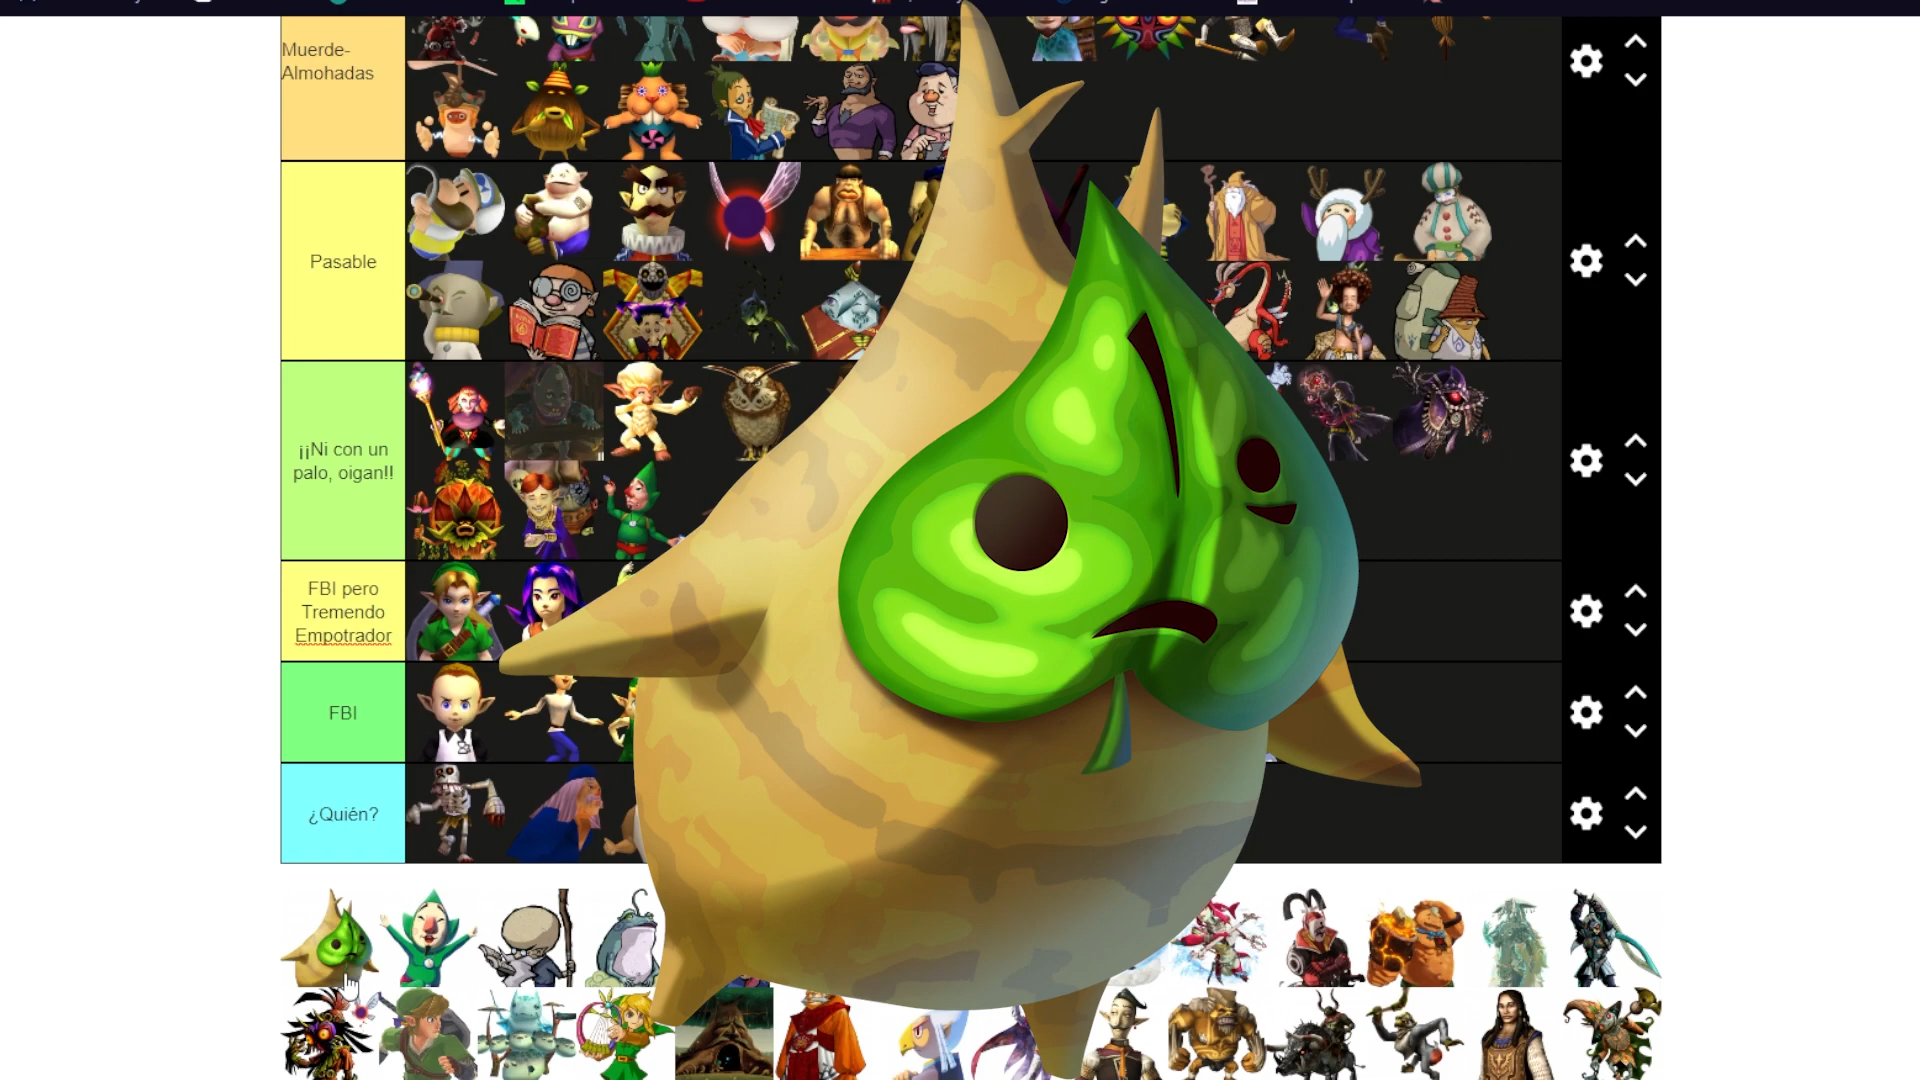 Muerde-
Almohadas
Pasable
¡¡Ni con un
palo, oigan!!
FBI pero
Tremendo
Empotrador
FBI
¿Quién?